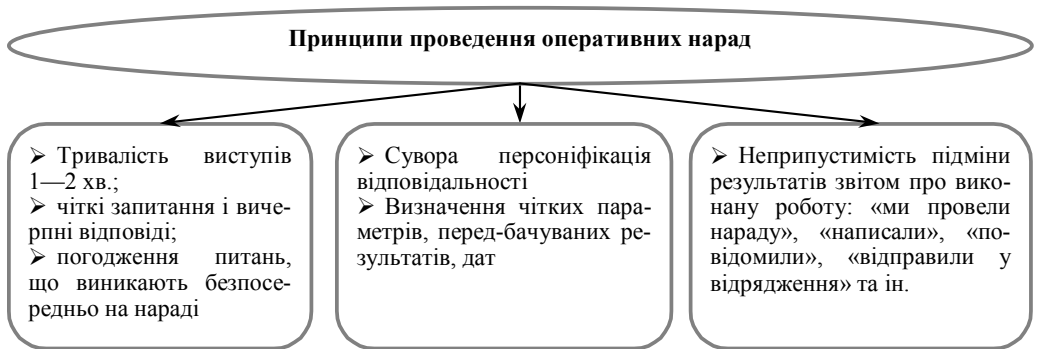 Принципи проведення оперативних нарад
➢ Тривалість виступів
1—2 хв.;
➢ чіткі запитання і виче-
рпні відповіді;
➢ погодження питань,
що виникають безпосе-
редньо на нараді
➢ Сувора персоніфікація
відповідальності
➢ Визначення чітких пара-
метрів, перед-бачуваних ре-
зультатів, дат
➢ Неприпустимість підміни
результатів звітом про вико-
нану роботу: «ми провели
нараду», «написали», «по-
відомили», «відправили у
відрядження» та ін.